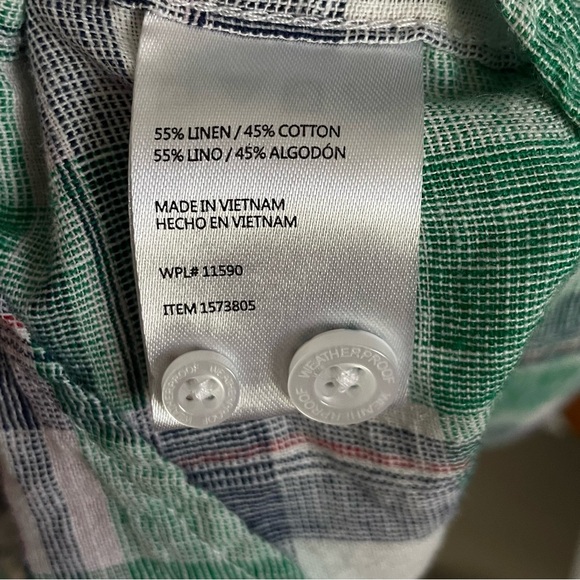 55% LINEN / 45% COTTON
55% LINO / 45% ALGODÓN
MADE IN VIETNAM
HECHO EN VIETNAM
WPL# 11590
ITEM 1573805
WEATHERPROOF
WEATHERPROOF